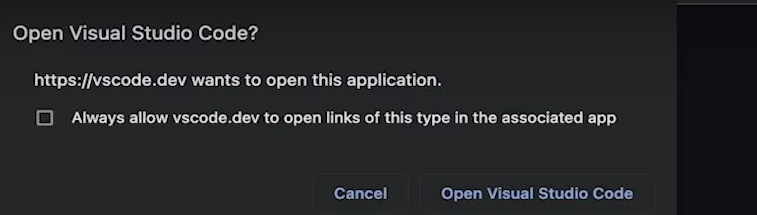 Open Visual Studio Code?
https://vscode.dev wants to open this application.
Always allow vscode.dev to open links of this type in the associated app
Cancel
Open Visual Studio Code